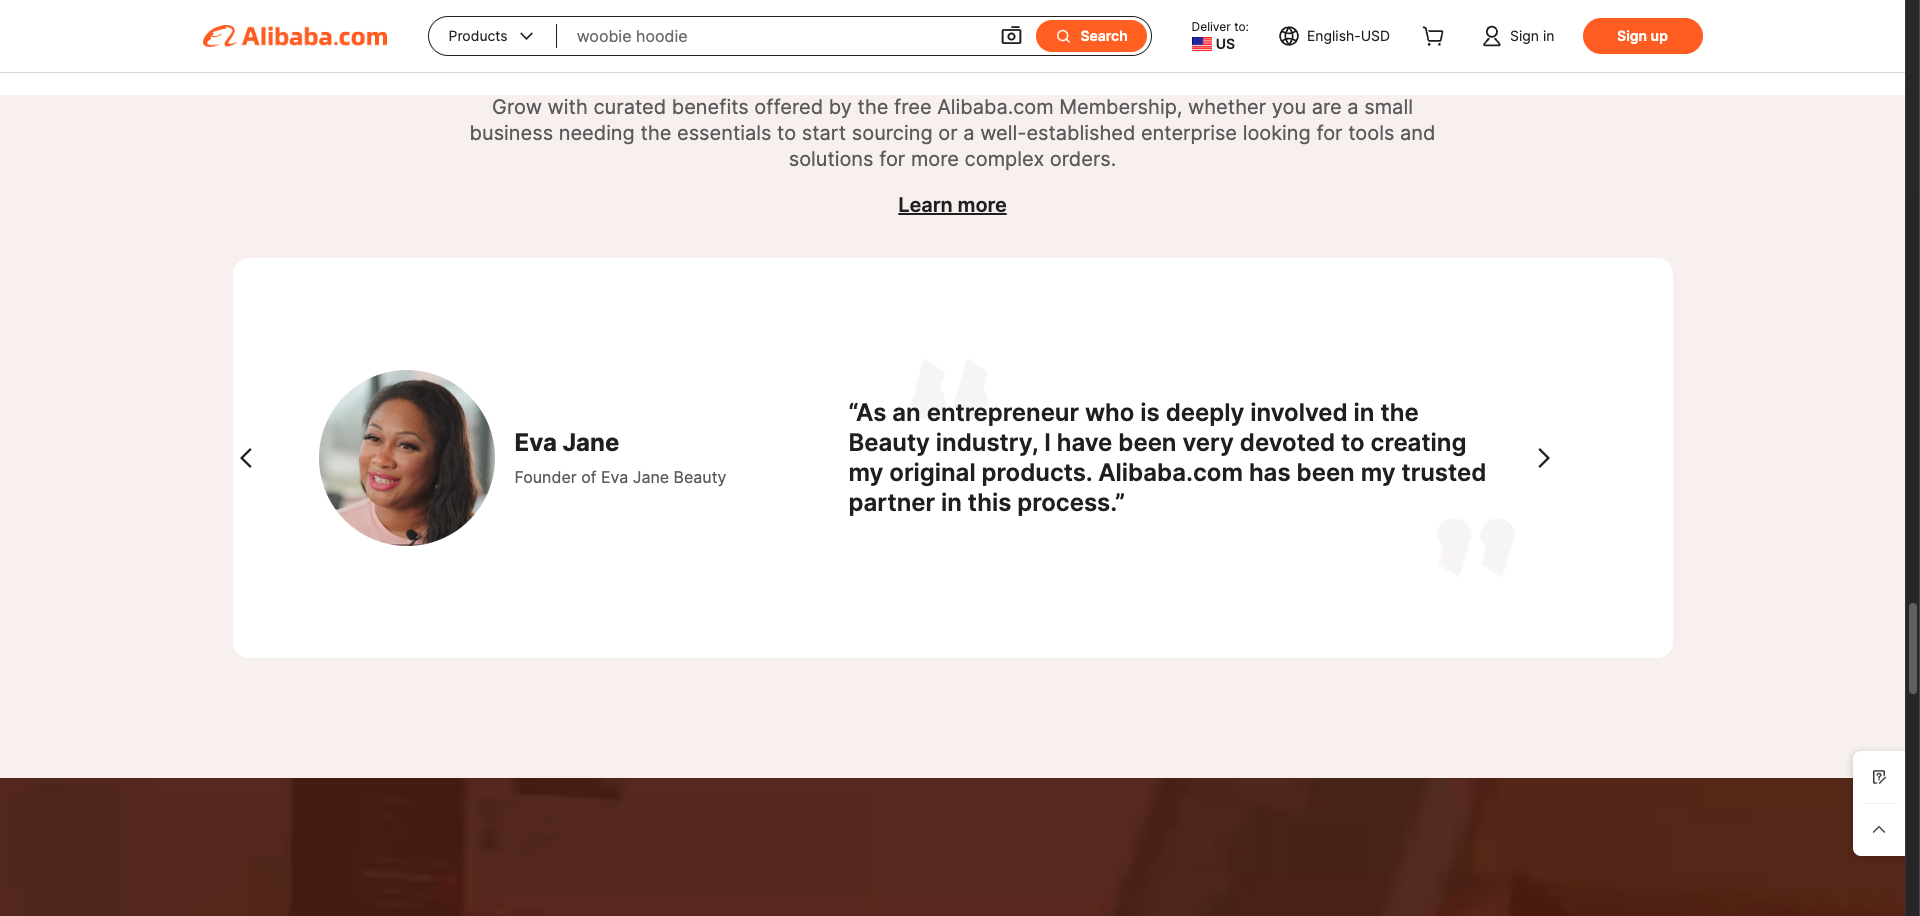 Alibaba.com
Products
woobie hoodie
Search
Deliver to:
US
English-USD
Sign in
Sign up
Grow with curated benefits offered by the free Alibaba.com Membership, whether you are a small
business needing the essentials to start sourcing or a well-established enterprise looking for tools and
solutions for more complex orders.
Learn more
Eva Jane
Founder of Eva Jane Beauty
“As an entrepreneur who is deeply involved in the
Beauty industry, I have been very devoted to creating
my original products. Alibaba.com has been my trusted
partner in this process.”